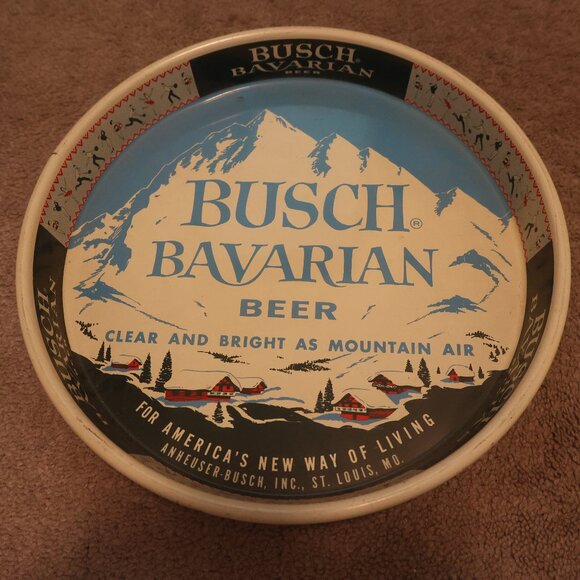 BUSCH®
BAVARIAN
BEER
BUSCH®
BAVARIAN
BEER
CLEAR AND BRIGHT AS MOUNTAIN AIR
FOR AMERICA'S NEW WAY OF LIVING
ANHEUSER-BUSCH, INC., ST. LOUIS, MO.
BUSCH